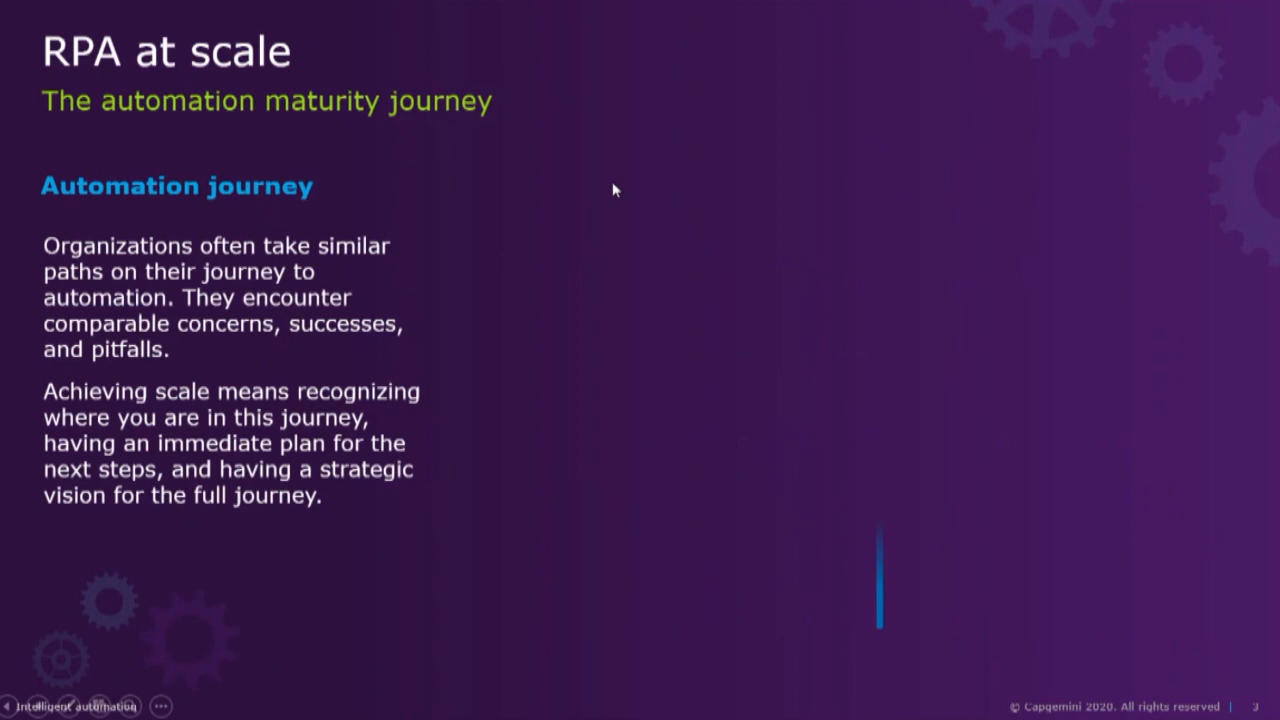 RPA at scale
The automation maturity journey
Automation journey
Organizations often take similar
paths on their journey to
automation. They encounter
comparable concerns, successes,
and pitfalls.
Achieving scale means recognizing
where you are in this journey,
having an immediate plan for the
next steps, and having a strategic
vision for the full journey.
Intelligent automation
© Capgemini 2020. All rights reserved | 3